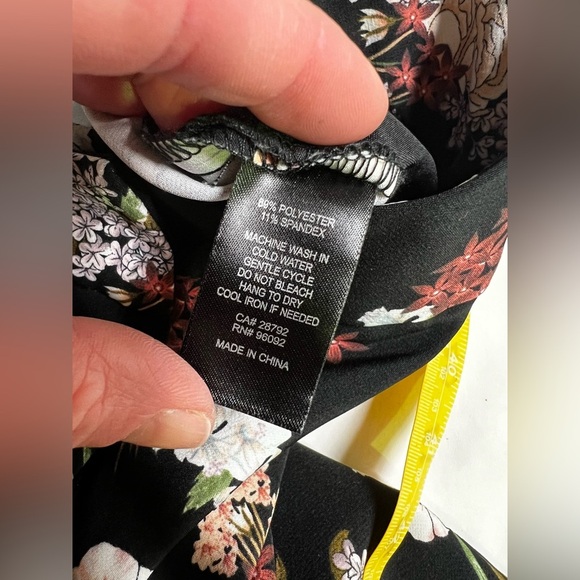 89% POLYESTER
11% SPANDEX
MACHINE WASH IN
COLD WATER
GENTLE CYCLE
DO NOT BLEACH
HANG TO DRY
COOL IRON IF NEEDED
CA# 28792
RN# 96092
MADE IN CHINA
40